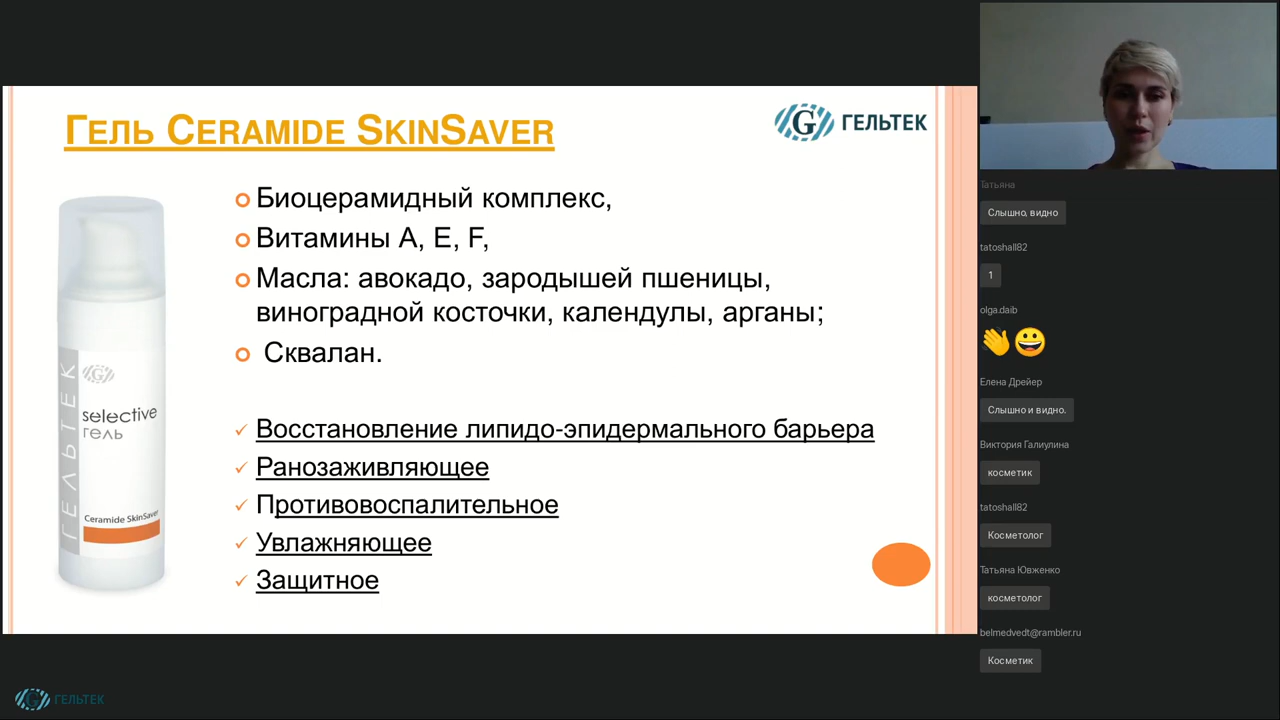 Гель Ceramide SkinSaver
ГЕЛЬТЕК
Биоцерамидный комплекс,
Витамины А, Е, F,
Масла: авокадо, зародышей пшеницы,
виноградной косточки, календулы, арганы;
Сквалан.
ГЕЛЬТЕК
selective
гель
Ceramide SkinSaver
Восстановление липидо-эпидермального барьера
Ранозаживляющее
Противовоспалительное
Увлажняющее
Защитное
ГЕЛЬТЕК
Татьяна
Слышно, видно
tatoshall82
1
olga.daib
👋😀
Елена Дрейер
Слышно и видно.
Виктория Галиулина
косметик
tatoshall82
Косметолог
Татьяна Ювженко
косметолог
belmedvedt@rambler.ru
Косметик